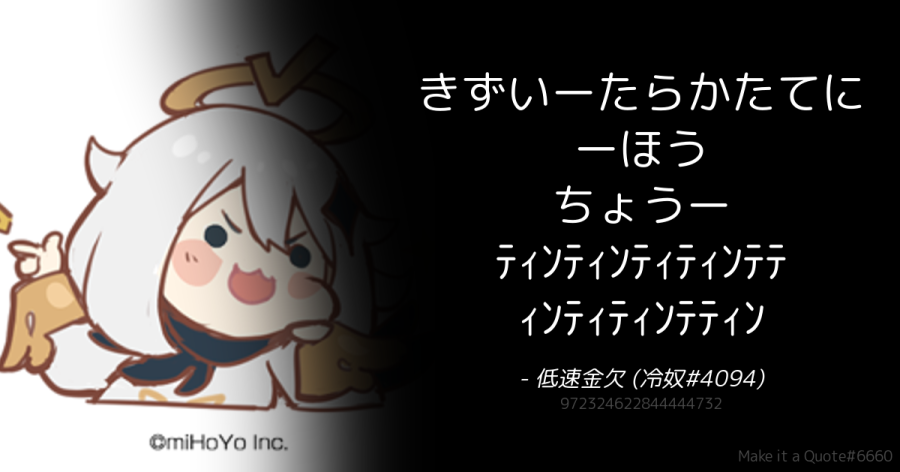 きずいーたらかたてに
ーほう
ちょうー
ﾃｨﾝﾃｨﾝﾃｨﾃｨﾝﾃﾃ
ｨﾝﾃｨﾃｨﾝﾃﾃｨﾝ
- 低速金欠 (冷奴#4094)
972324622844444732
©miHoYo Inc.
Make it a Quote#6660